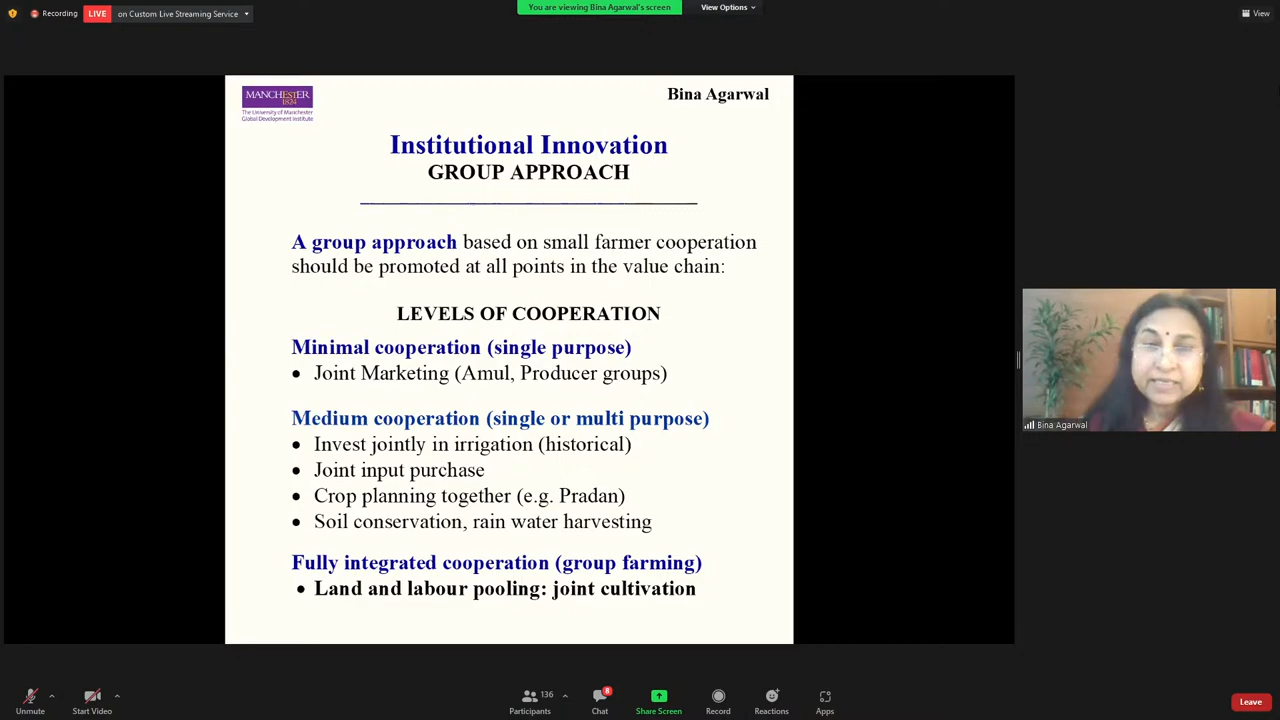 Recording
LIVE
on Custom Live Streaming Service
You are viewing Bina Agarwal's screen
View Options
View
MANCHESTER
1824
The University of Manchester
Global Development Institute
Bina Agarwal
Institutional Innovation
GROUP APPROACH
A group approach based on small farmer cooperation
should be promoted at all points in the value chain:
LEVELS OF COOPERATION
Minimal cooperation (single purpose)
• Joint Marketing (Amul, Producer groups)
Medium cooperation (single or multi purpose)
• Invest jointly in irrigation (historical)
• Joint input purchase
• Crop planning together (e.g. Pradan)
• Soil conservation, rain water harvesting
Fully integrated cooperation (group farming)
• Land and labour pooling: joint cultivation
Bina Agarwal
Unmute
Start Video
136
Participants
8
Chat
Share Screen
Record
Reactions
Apps
Leave